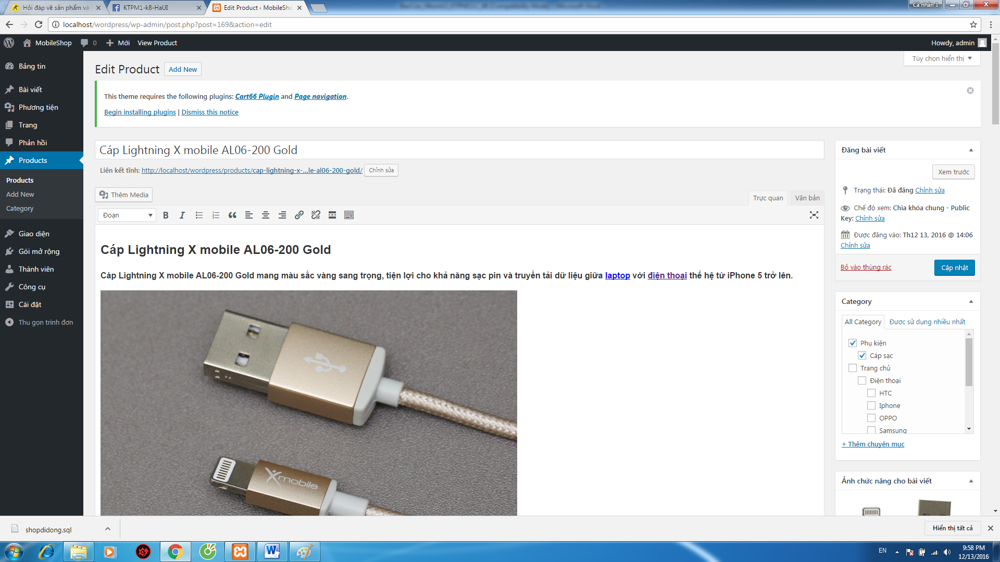 Hỏi đáp về sản phẩm và
KTPM1-k8-HaUI
Edit Product ‹ MobileSho
Cá nhân 1
localhost/wordpress/wp-admin/post.php?post=169&action=edit
MobileShop
0
Mới
View Product
Howdy, admin
Bảng tin
Bài viết
Phương tiện
Trang
Phản hồi
Products
Products
Add New
Category
Giao diện
Gói mở rộng
Thành viên
Công cụ
Cài đặt
Thu gọn trình đơn
Tùy chọn hiển thị
Edit Product
Add New
This theme requires the following plugins: Cart66 Plugin and Page navigation.
Begin installing plugins | Dismiss this notice
Cáp Lightning X mobile AL06-200 Gold
Liên kết tĩnh: http://localhost/wordpress/products/cap-lightning-x-...le-al06-200-gold/
Chỉnh sửa
Thêm Media
Trực quan
Văn bản
Đoạn
B
I
Cáp Lightning X mobile AL06-200 Gold
Cáp Lightning X mobile AL06-200 Gold mang màu sắc vàng sang trọng, tiện lợi cho khả năng sạc pin và truyền tải dữ liệu giữa laptop với điện thoại thế hệ từ iPhone 5 trở lên.
Xmobile
Đăng bài viết
Xem trước
Trạng thái: Đã đăng Chỉnh sửa
Chế độ xem: Chia khóa chung - Public
Key: Chỉnh sửa
Được đăng vào: Th12 13, 2016 @ 14:06
Chỉnh sửa
Bỏ vào thùng rác
Cập nhật
Category
All Category
Được sử dụng nhiều nhất
Phụ kiện
Cáp sạc
Trang chủ
Điện thoại
HTC
Iphone
OPPO
Samsung
+ Thêm chuyên mục
Ảnh chức năng cho bài viết
shopdidong.sql
Hiển thị tất cả
EN
9:58 PM
12/13/2016